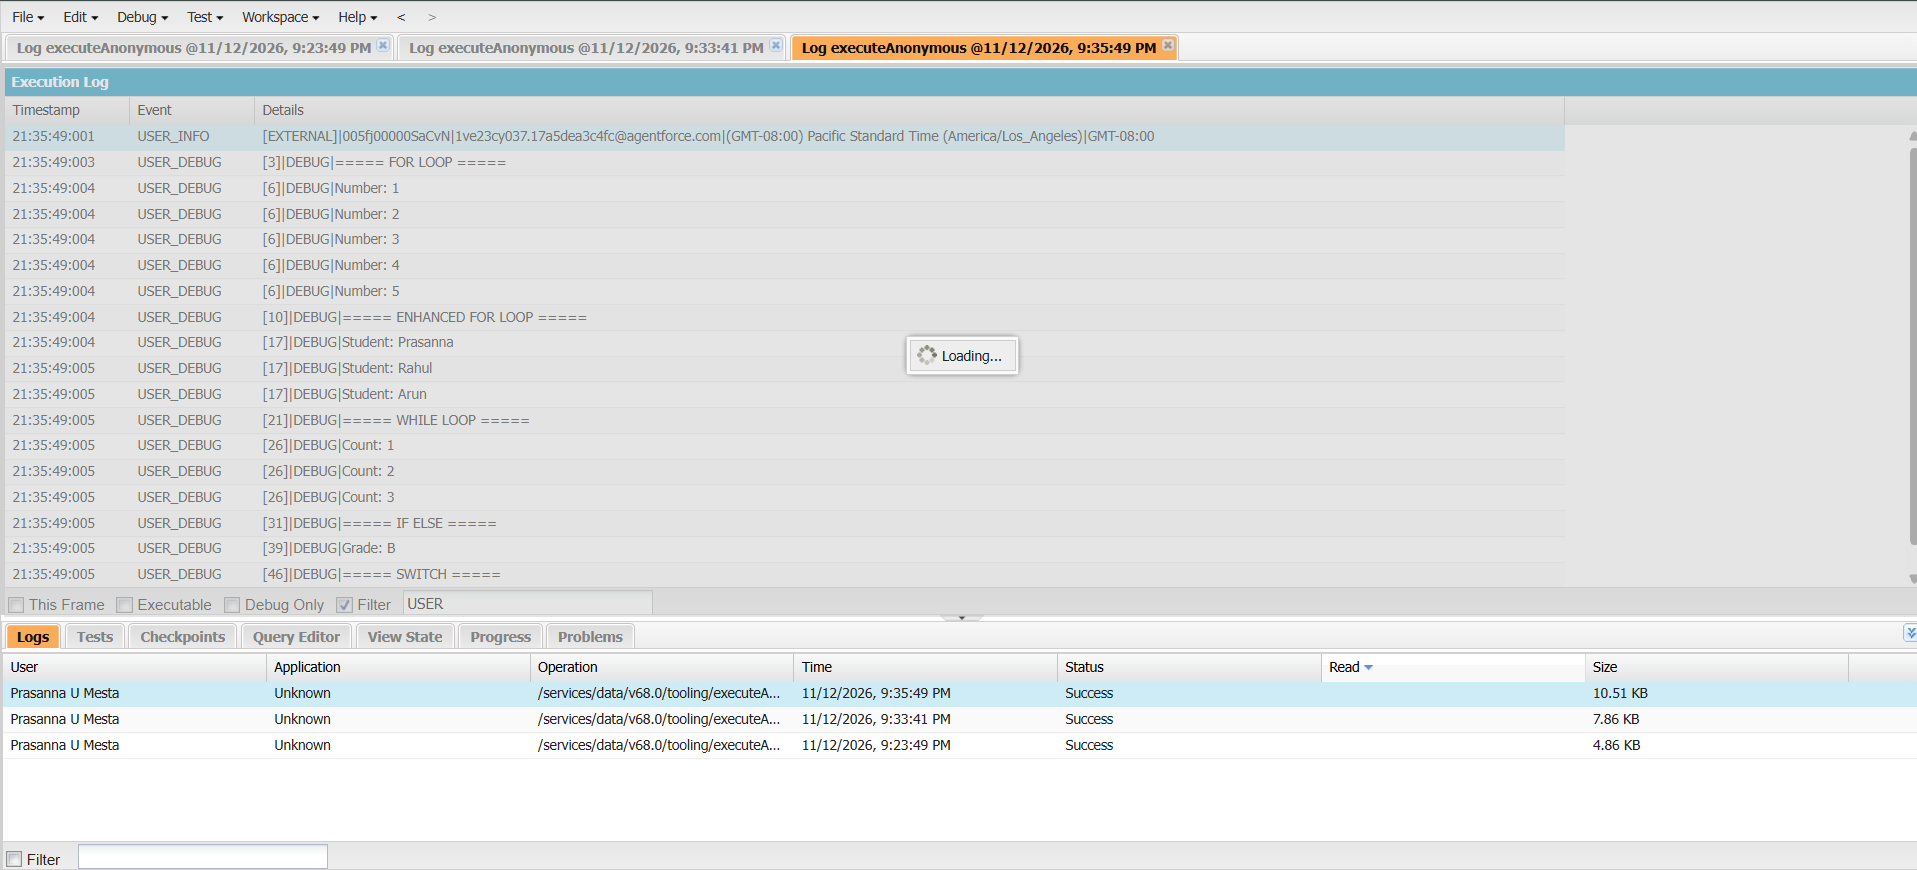 File Edit Debug Test Workspace Help < >
Log executeAnonymous @11/12/2026, 9:23:49 PM Log executeAnonymous @11/12/2026, 9:33:41 PM Log executeAnonymous @11/12/2026, 9:35:49 PM
Execution Log
Timestamp Event Details
21:35:49:001 USER_INFO [EXTERNAL]|005fj00000SaCvN|1ve23cy037.17a5dea3c4fc@agentforce.com|(GMT-08:00) Pacific Standard Time (America/Los_Angeles)|GMT-08:00
21:35:49:003 USER_DEBUG [3]|DEBUG|===== FOR LOOP =====
21:35:49:004 USER_DEBUG [6]|DEBUG|Number: 1
21:35:49:004 USER_DEBUG [6]|DEBUG|Number: 2
21:35:49:004 USER_DEBUG [6]|DEBUG|Number: 3
21:35:49:004 USER_DEBUG [6]|DEBUG|Number: 4
21:35:49:004 USER_DEBUG [6]|DEBUG|Number: 5
21:35:49:004 USER_DEBUG [10]|DEBUG|===== ENHANCED FOR LOOP =====
21:35:49:004 USER_DEBUG [17]|DEBUG|Student: Prasanna
21:35:49:005 USER_DEBUG [17]|DEBUG|Student: Rahul
21:35:49:005 USER_DEBUG [17]|DEBUG|Student: Arun
21:35:49:005 USER_DEBUG [21]|DEBUG|===== WHILE LOOP =====
21:35:49:005 USER_DEBUG [26]|DEBUG|Count: 1
21:35:49:005 USER_DEBUG [26]|DEBUG|Count: 2
21:35:49:005 USER_DEBUG [26]|DEBUG|Count: 3
21:35:49:005 USER_DEBUG [31]|DEBUG|===== IF ELSE =====
21:35:49:005 USER_DEBUG [39]|DEBUG|Grade: B
21:35:49:005 USER_DEBUG [46]|DEBUG|===== SWITCH =====
Loading...
This Frame Executable Debug Only Filter USER
Logs Tests Checkpoints Query Editor View State Progress Problems
User Application Operation Time Status Read Size
Prasanna U Mesta Unknown /services/data/v68.0/tooling/executeA... 11/12/2026, 9:35:49 PM Success 10.51 KB
Prasanna U Mesta Unknown /services/data/v68.0/tooling/executeA... 11/12/2026, 9:33:41 PM Success 7.86 KB
Prasanna U Mesta Unknown /services/data/v68.0/tooling/executeA... 11/12/2026, 9:23:49 PM Success 4.86 KB
Filter